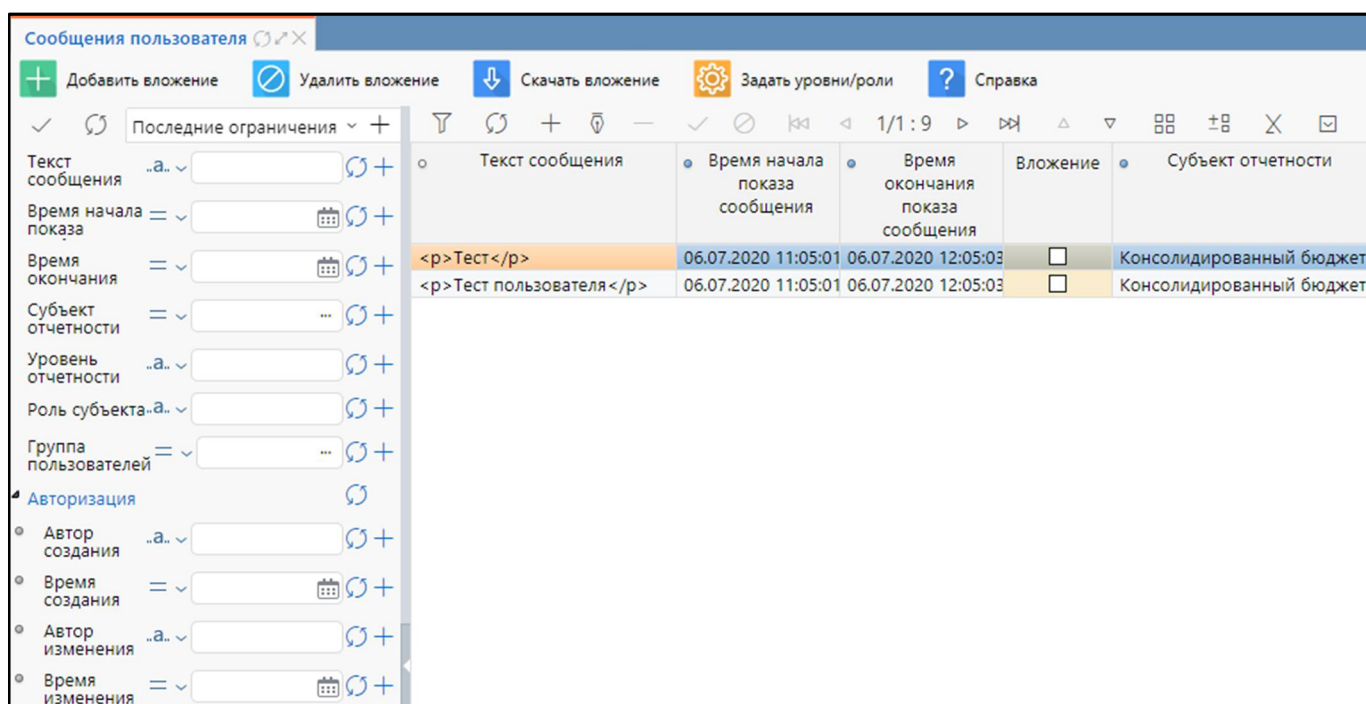 Сообщения пользователя
Добавить вложение Удалить вложение Скачать вложение Задать уровни/роли ? Справка
Последние ограничения 1/1 : 9
Текст сообщения ..a..
Время начала показа =
Время окончания =
Субъект отчетности =
Уровень отчетности ..a..
Роль субъекта ..a..
Группа пользователей =
Авторизация
Автор создания ..a..
Время создания =
Автор изменения ..a..
Время изменения =
Текст сообщения Время начала показа сообщения Время окончания показа сообщения Вложение Субъект отчетности
<p>Тест</p> 06.07.2020 11:05:01 06.07.2020 12:05:03 Консолидированный бюджет
<p>Тест пользователя</p> 06.07.2020 11:05:01 06.07.2020 12:05:03 Консолидированный бюджет